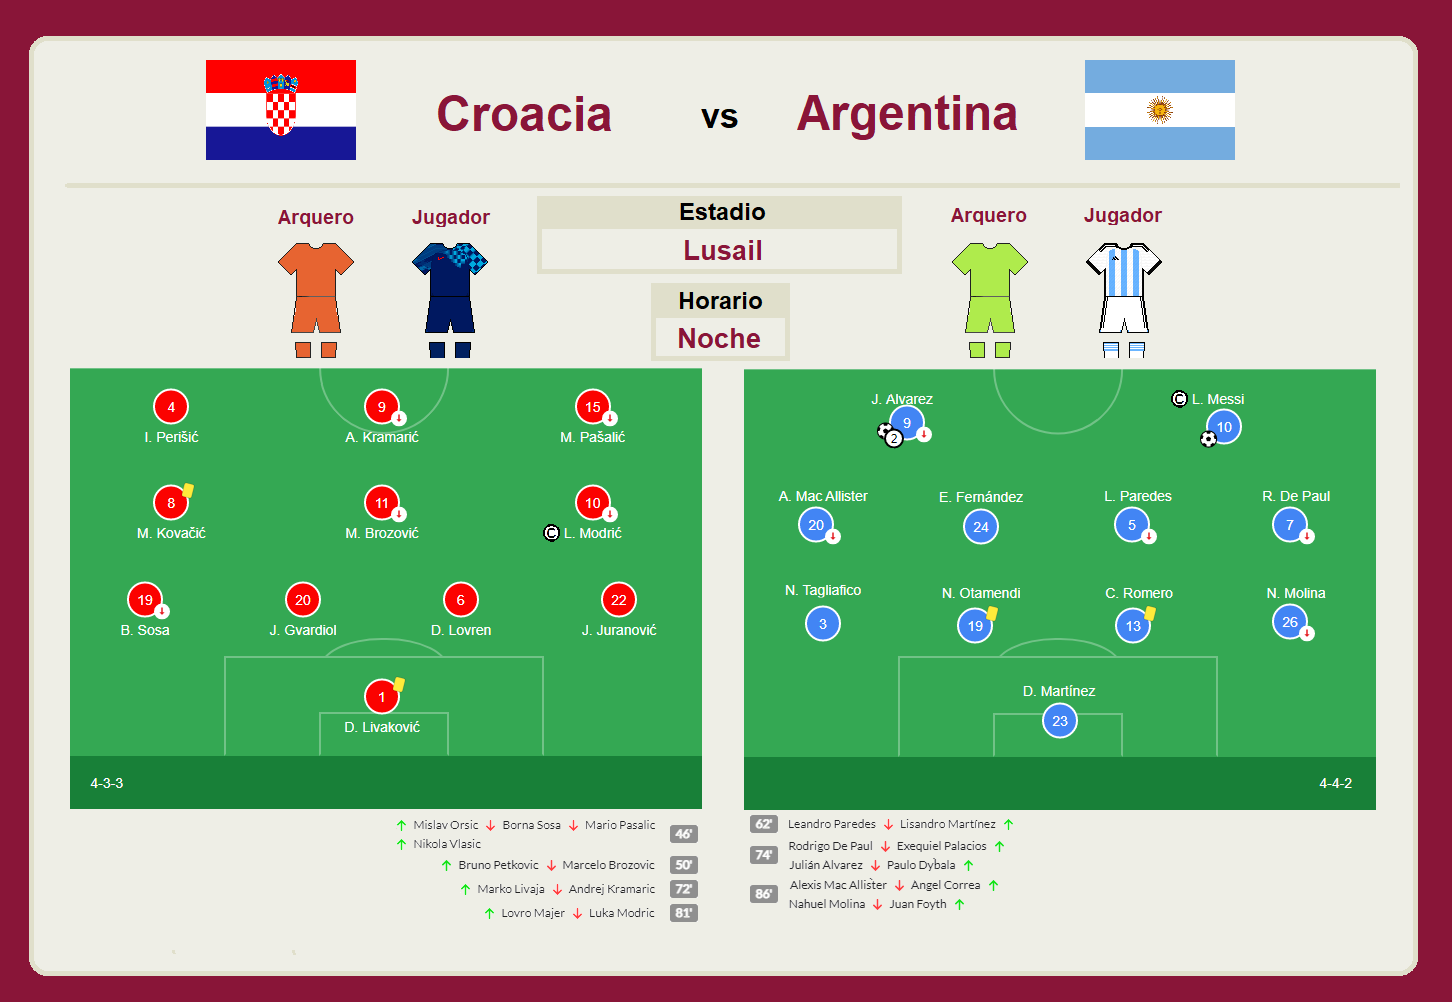 Croacia vs Argentina
Arquero Jugador
Estadio
Lusail
Horario
Noche
Arquero Jugador
4 9 15
I. Perišić A. Kramarić M. Pašalić
8 11 10
M. Kovačić M. Brozović © L. Modrić
19 20 6 22
B. Sosa J. Gvardiol D. Lovren J. Juranović
1
D. Livaković
4-3-3
J. Alvarez © L. Messi
9 10
2
A. Mac Allister E. Fernández L. Paredes R. De Paul
20 24 5 7
N. Tagliafico N. Otamendi C. Romero N. Molina
3 19 13 26
D. Martínez
23
4-4-2
↑ Mislav Orsic ↓ Borna Sosa ↓ Mario Pasalic 46'
↑ Nikola Vlasic
↑ Bruno Petkovic ↓ Marcelo Brozovic 50'
↑ Marko Livaja ↓ Andrej Kramaric 72'
↑ Lovro Majer ↓ Luka Modric 81'
62' Leandro Paredes ↓ Lisandro Martínez ↑
74' Rodrigo De Paul ↓ Exequiel Palacios ↑
Julián Alvarez ↓ Paulo Dybala ↑
86' Alexis Mac Allister ↓ Angel Correa ↑
Nahuel Molina ↓ Juan Foyth ↑